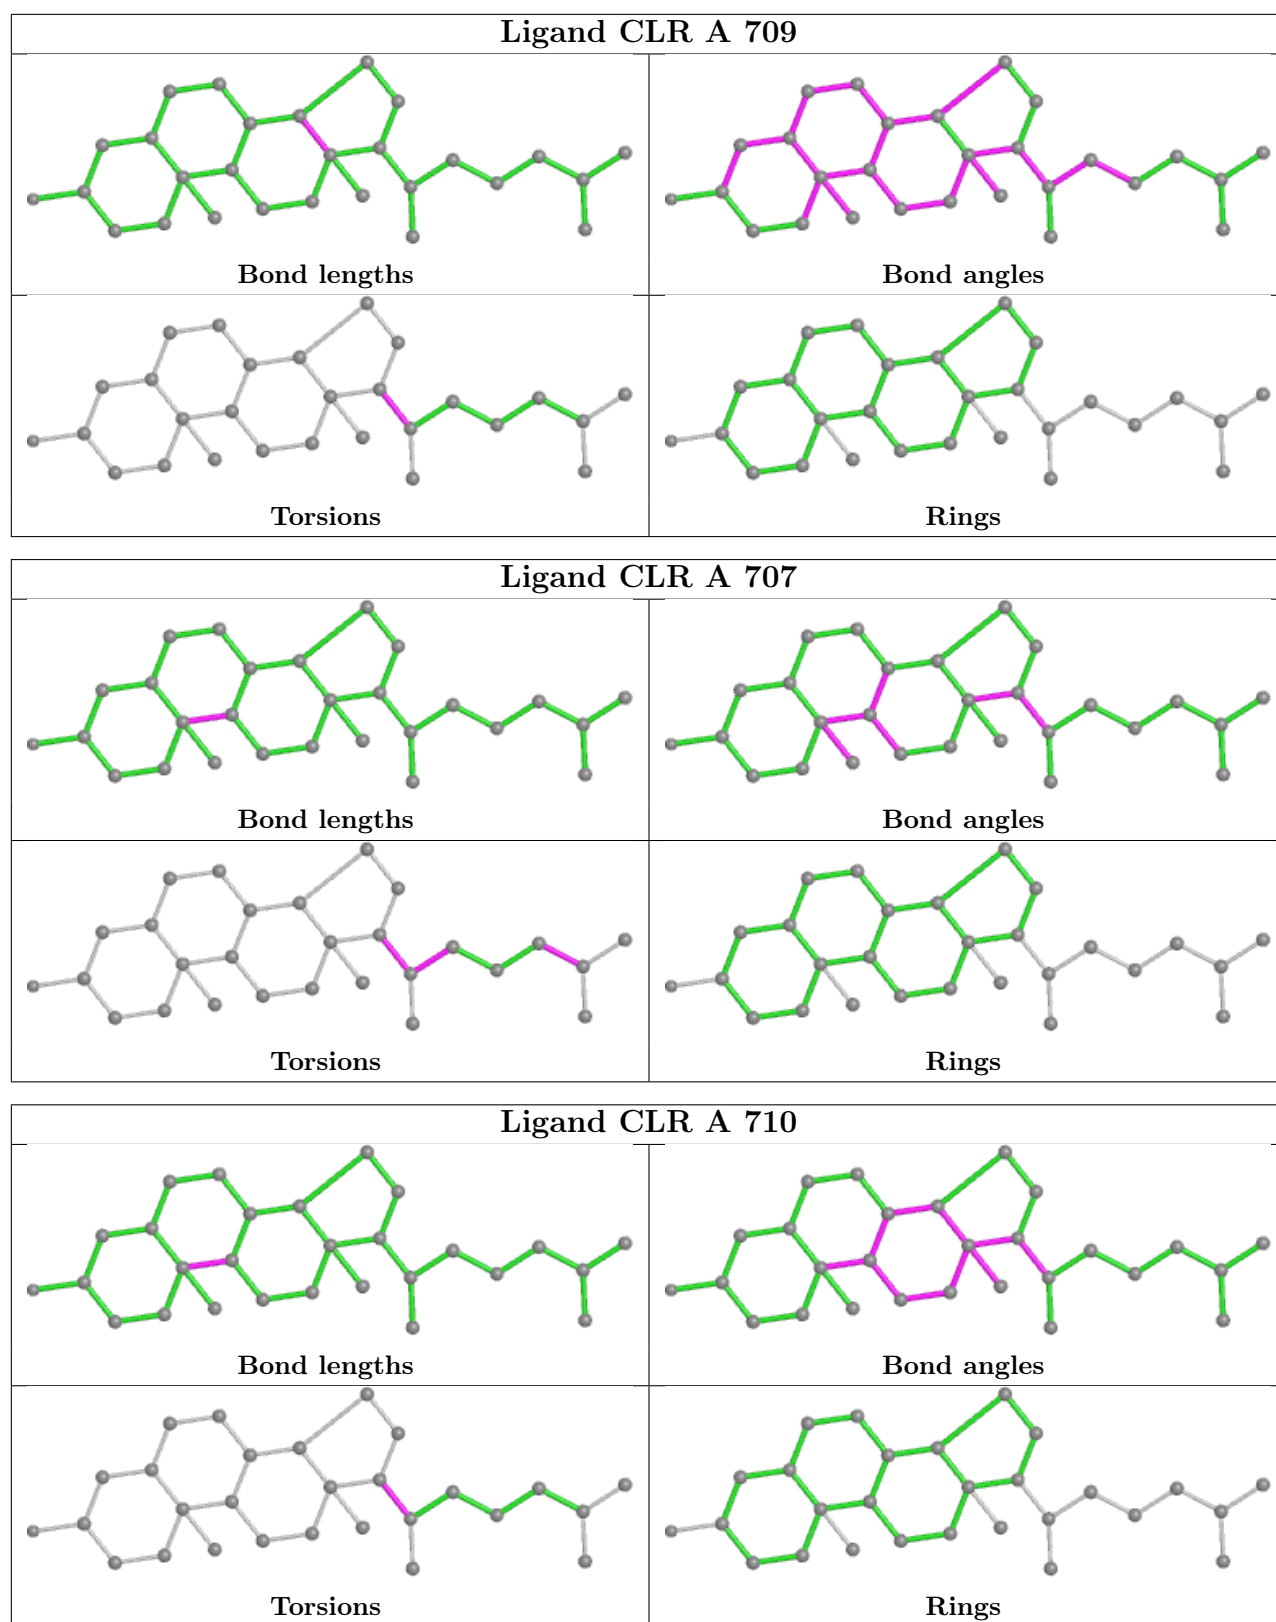 Ligand CLR A 709
Bond lengths
Bond angles
Torsions
Rings
Ligand CLR A 707
Bond lengths
Bond angles
Torsions
Rings
Ligand CLR A 710
Bond lengths
Bond angles
Torsions
Rings